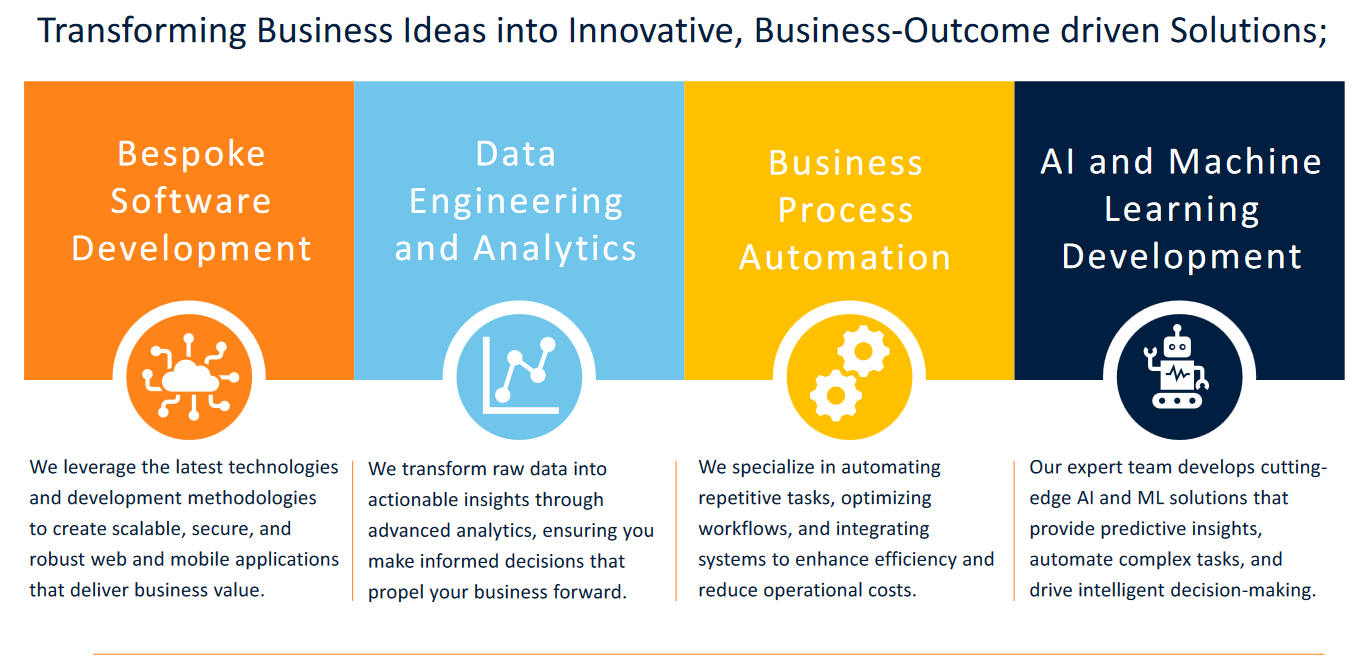 Transforming Business Ideas into Innovative, Business-Outcome driven Solutions;
Bespoke
Software
Development
Data
Engineering
and Analytics
Business
Process
Automation
AI and Machine
Learning
Development
We leverage the latest technologies
and development methodologies
to create scalable, secure, and
robust web and mobile applications
that deliver business value.
We transform raw data into
actionable insights through
advanced analytics, ensuring you
make informed decisions that
propel your business forward.
We specialize in automating
repetitive tasks, optimizing
workflows, and integrating
systems to enhance efficiency and
reduce operational costs.
Our expert team develops cutting-
edge AI and ML solutions that
provide predictive insights,
automate complex tasks, and
drive intelligent decision-making.